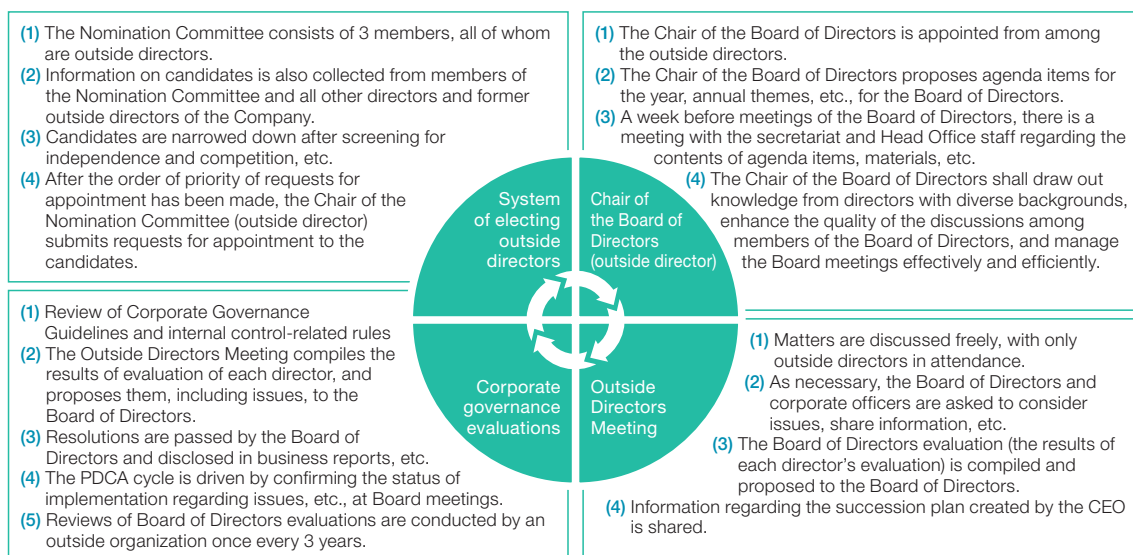 (1) The Nomination Committee consists of 3 members, all of whom
are outside directors.
(2) Information on candidates is also collected from members of
the Nomination Committee and all other directors and former
outside directors of the Company.
(3) Candidates are narrowed down after screening for
independence and competition, etc.
(4) After the order of priority of requests for
appointment has been made, the Chair of the
Nomination Committee (outside director)
submits requests for appointment to the
candidates.
(1) The Chair of the Board of Directors is appointed from among
the outside directors.
(2) The Chair of the Board of Directors proposes agenda items for
the year, annual themes, etc., for the Board of Directors.
(3) A week before meetings of the Board of Directors, there is a
meeting with the secretariat and Head Office staff regarding the
contents of agenda items, materials, etc.
(4) The Chair of the Board of Directors shall draw out
knowledge from directors with diverse backgrounds,
enhance the quality of the discussions among
members of the Board of Directors, and manage
the Board meetings effectively and efficiently.
System
of electing
outside
directors
Chair of
the Board of
Directors
(outside director)
(1) Review of Corporate Governance
Guidelines and internal control-related rules
(2) The Outside Directors Meeting compiles the
results of evaluation of each director, and
proposes them, including issues, to the
Board of Directors.
(3) Resolutions are passed by the Board of
Directors and disclosed in business reports, etc.
(4) The PDCA cycle is driven by confirming the status of
implementation regarding issues, etc., at Board meetings.
(5) Reviews of Board of Directors evaluations are conducted by an
outside organization once every 3 years.
Corporate
governance
evaluations
Outside
Directors
Meeting
(1) Matters are discussed freely, with only
outside directors in attendance.
(2) As necessary, the Board of Directors and
corporate officers are asked to consider
issues, share information, etc.
(3) The Board of Directors evaluation (the results of
each director's evaluation) is compiled and
proposed to the Board of Directors.
(4) Information regarding the succession plan created by the CEO
is shared.